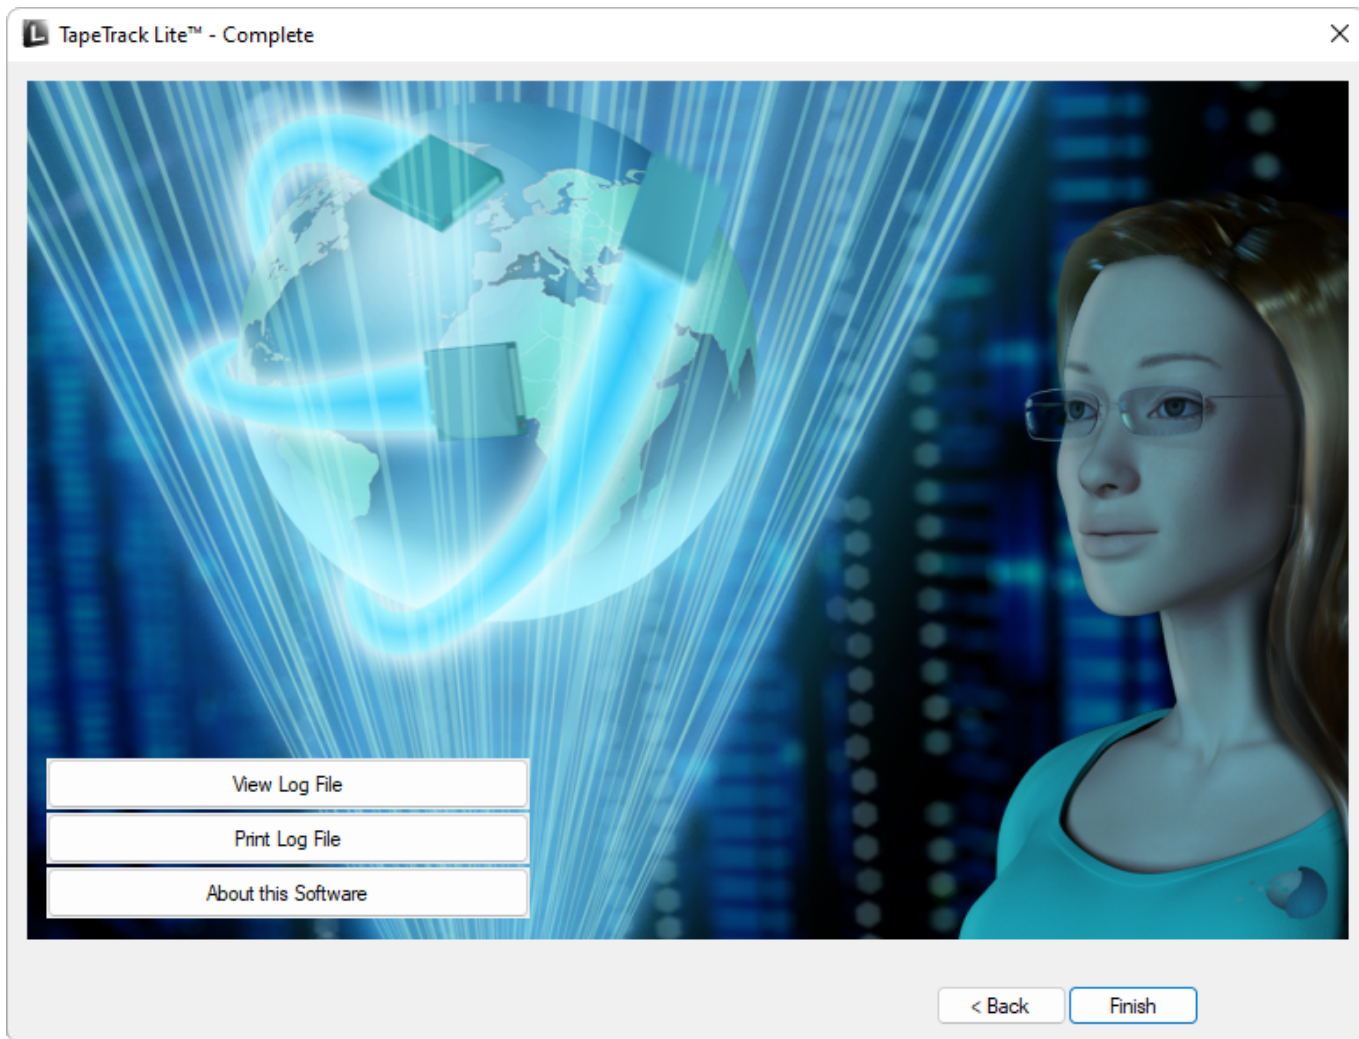 TapeTrack Lite™ - Complete
View Log File
Print Log File
About this Software
< Back
Finish